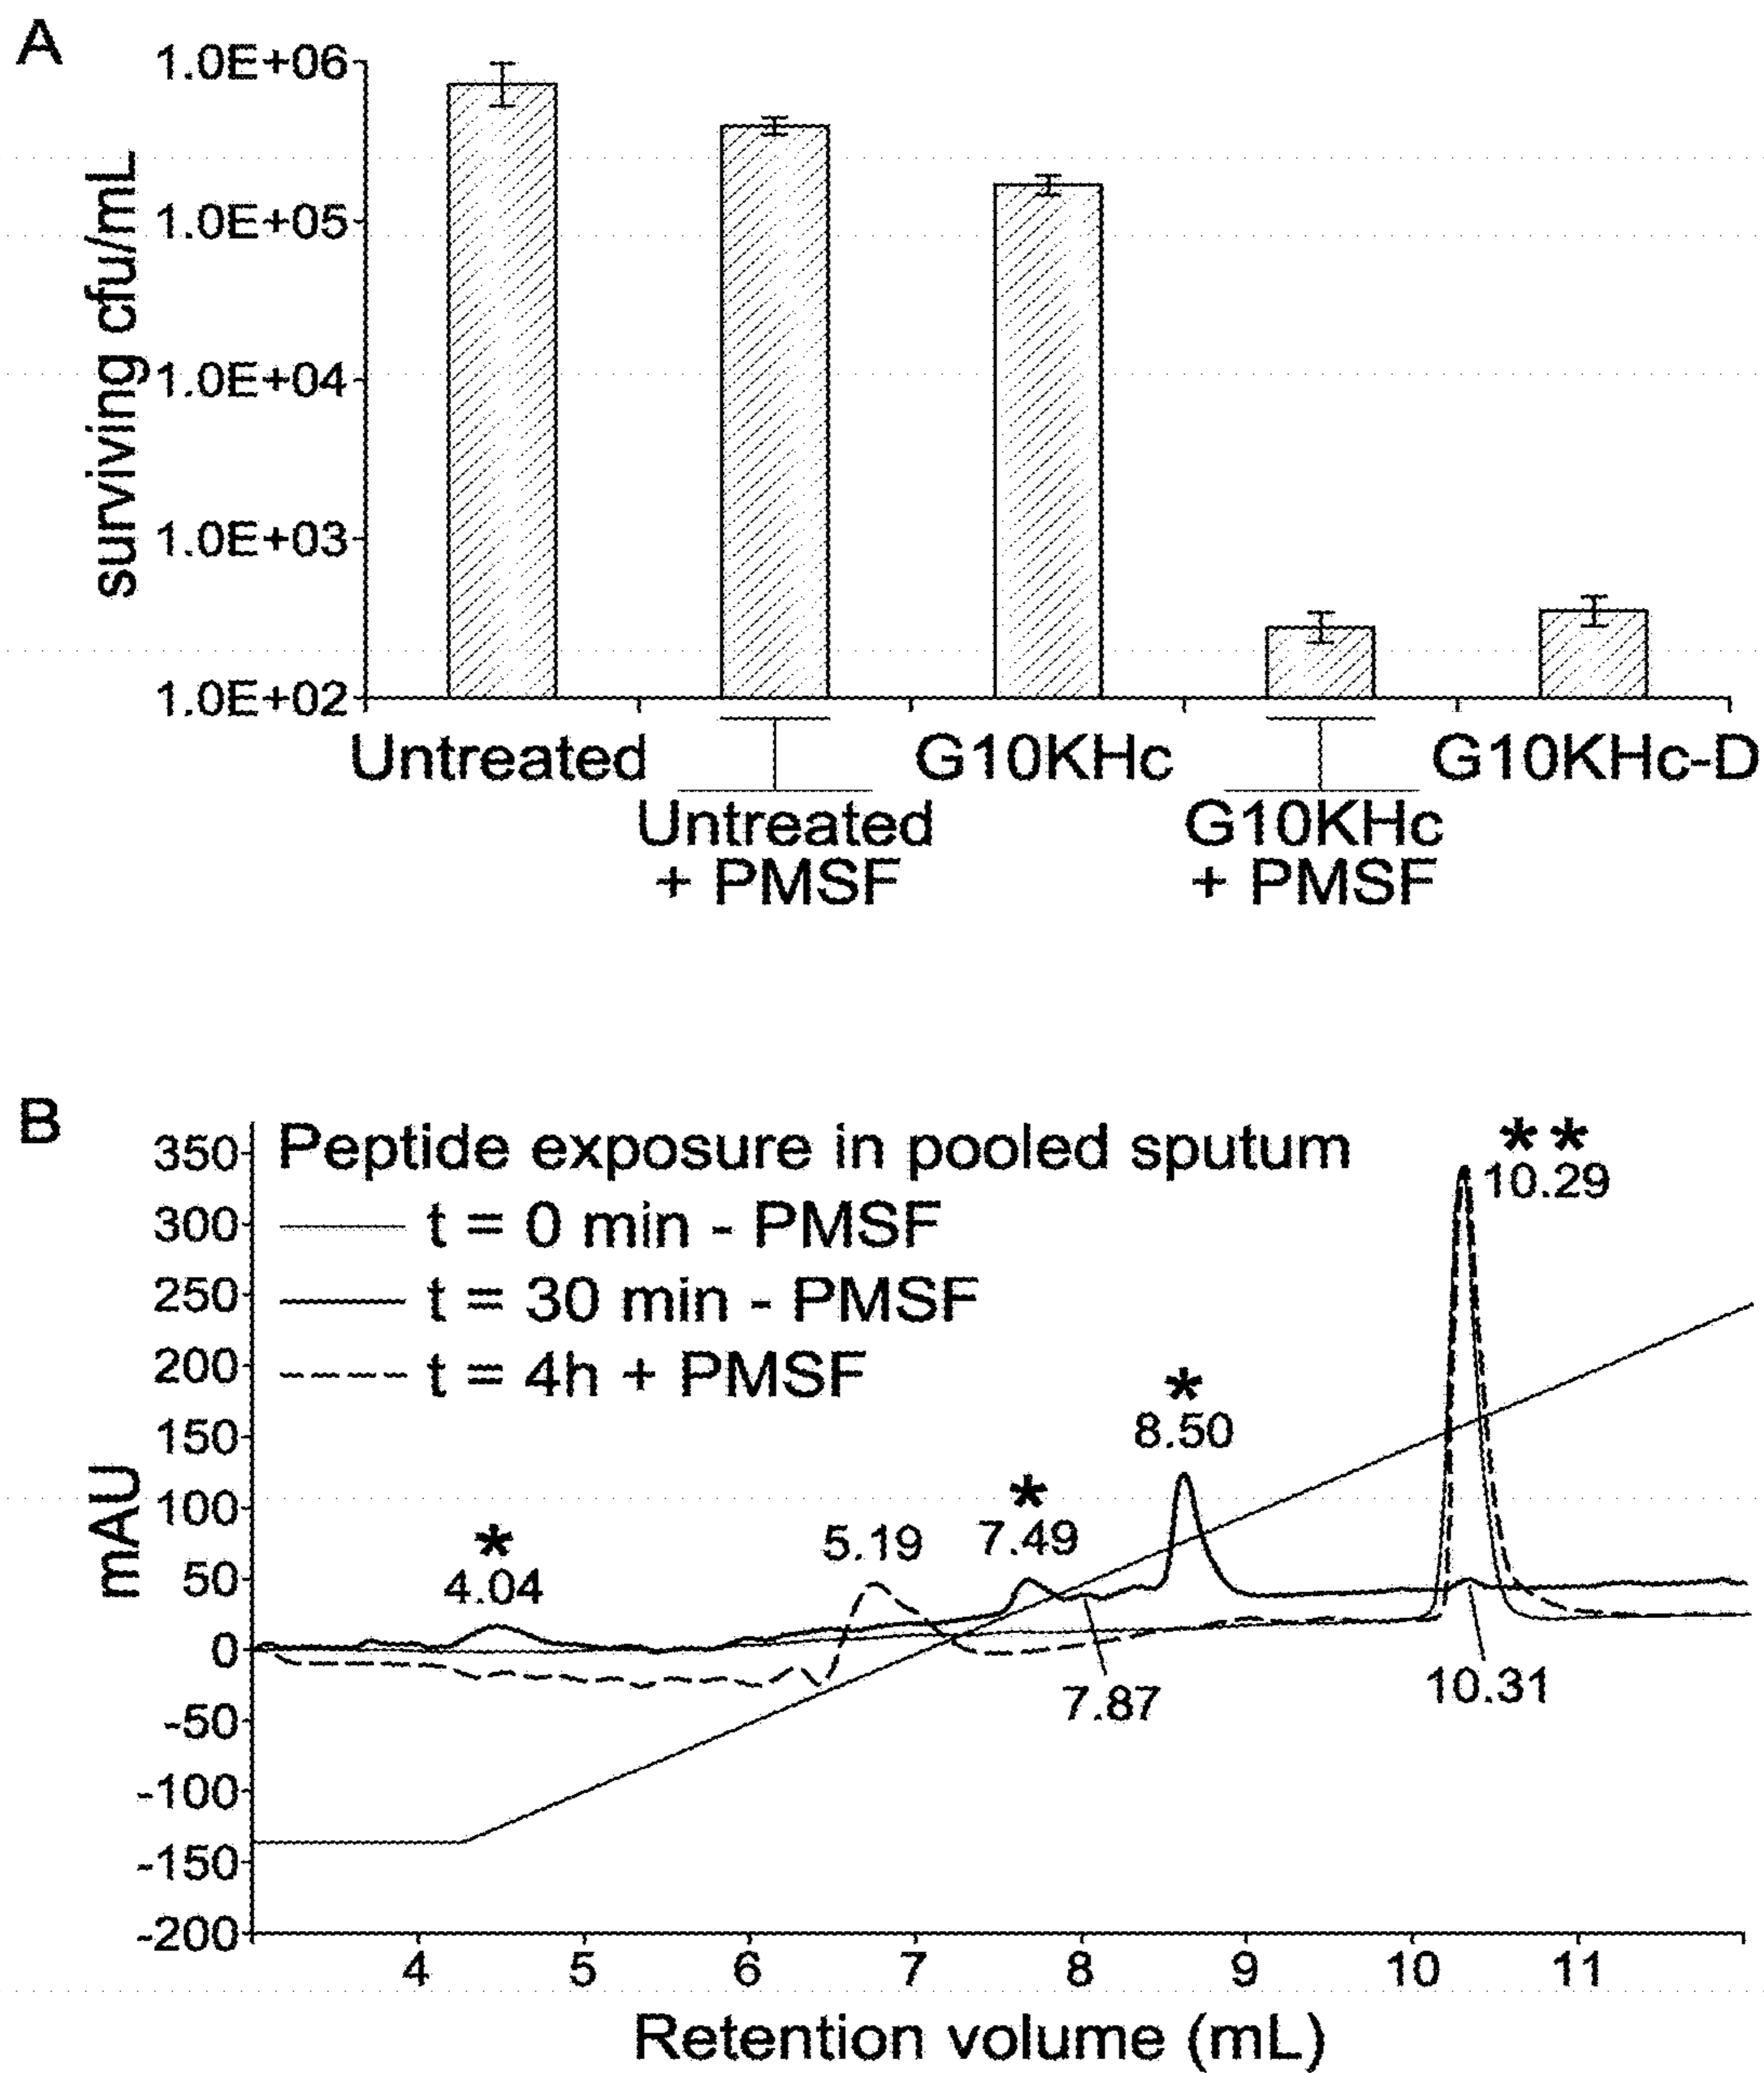 A
1.0E+06
1.0E+05
1.0E+04
1.0E+03
1.0E+02
surviving cfu/mL
Untreated
Untreated
+ PMSF
G10KHc
G10KHc
+ PMSF
G10KHc-D
B
350
300
250
200
150
100
50
0
-50
-100
-150
-200
mAU
Peptide exposure in pooled sputum
t = 0 min - PMSF
t = 30 min - PMSF
t = 4h + PMSF
*
4.04
5.19
*
7.49
7.87
*
8.50
**
10.29
10.31
4 5 6 7 8 9 10 11
Retention volume (mL)